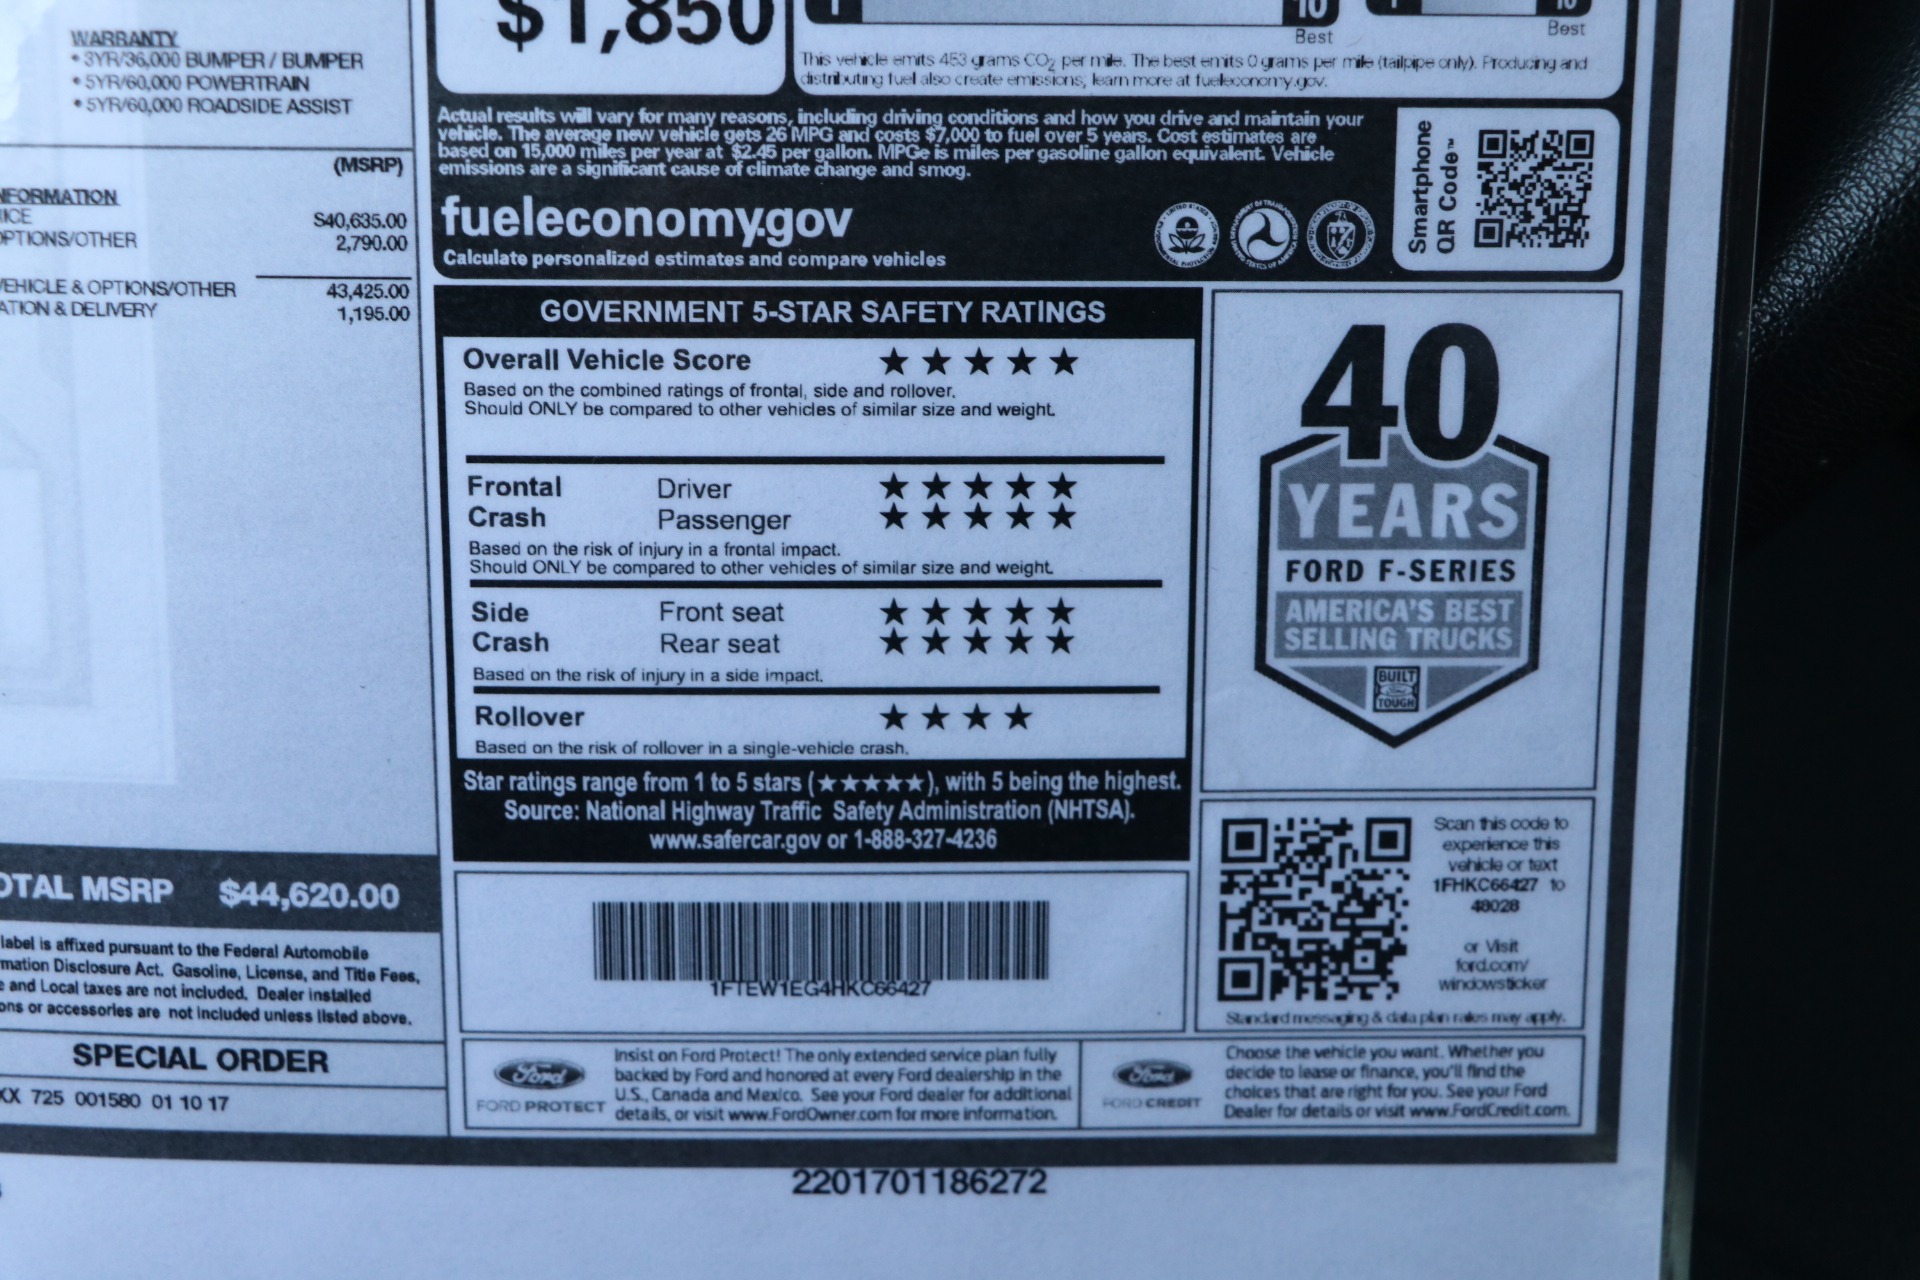 WARRANTY
• 3YR/36,000 BUMPER / BUMPER
• 5YR/60,000 POWERTRAIN
• 5YR/60,000 ROADSIDE ASSIST
(MSRP)
NFORMATION
ICE $40,635.00
OPTIONS/OTHER 2,790.00
VEHICLE & OPTIONS/OTHER 43,425.00
ATION & DELIVERY 1,195.00
OTAL MSRP $44,620.00
label is affixed pursuant to the Federal Automobile
mation Disclosure Act. Gasoline, License, and Title Fees,
e and Local taxes are not included. Dealer installed
ons or accessories are not included unless listed above.
SPECIAL ORDER
XX 725 001580 01 10 17
$1,850
1 10
Best
1 10
Best
This vehicle emits 453 grams CO2 per mile. The best emits 0 grams per mile (tailpipe only). Producing and
distributing fuel also create emissions; learn more at fueleconomy.gov.
Actual results will vary for many reasons, including driving conditions and how you drive and maintain your
vehicle. The average new vehicle gets 26 MPG and costs $7,000 to fuel over 5 years. Cost estimates are
based on 15,000 miles per year at $2.45 per gallon. MPGe is miles per gasoline gallon equivalent. Vehicle
emissions are a significant cause of climate change and smog.
fueleconomy.gov
Calculate personalized estimates and compare vehicles
Smartphone
QR Code™
GOVERNMENT 5-STAR SAFETY RATINGS
Overall Vehicle Score ★ ★ ★ ★ ★
Based on the combined ratings of frontal, side and rollover.
Should ONLY be compared to other vehicles of similar size and weight.
Frontal Driver ★ ★ ★ ★ ★
Crash Passenger ★ ★ ★ ★ ★
Based on the risk of injury in a frontal impact.
Should ONLY be compared to other vehicles of similar size and weight.
Side Front seat ★ ★ ★ ★ ★
Crash Rear seat ★ ★ ★ ★ ★
Based on the risk of injury in a side impact.
Rollover ★ ★ ★ ★
Based on the risk of rollover in a single-vehicle crash.
Star ratings range from 1 to 5 stars (★★★★★), with 5 being the highest.
Source: National Highway Traffic Safety Administration (NHTSA).
www.safercar.gov or 1-888-327-4236
40
YEARS
FORD F-SERIES
AMERICA'S BEST
SELLING TRUCKS
BUILT
Ford
TOUGH
1FTEW1EG4HKC66427
Scan this code to
experience this
vehicle or text
1FHKC66427 to
48028
or Visit
ford.com/
windowsticker
Standard messaging & data plan rates may apply.
Ford
FORD PROTECT
Insist on Ford Protect! The only extended service plan fully
backed by Ford and honored at every Ford dealership in the
U.S., Canada and Mexico. See your Ford dealer for additional
details, or visit www.FordOwner.com for more information.
Ford
FORD CREDIT
Choose the vehicle you want. Whether you
decide to lease or finance, you'll find the
choices that are right for you. See your Ford
Dealer for details or visit www.FordCredit.com.
2201701186272